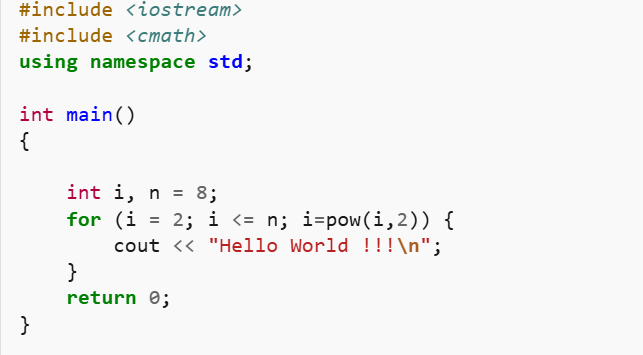 #include <iostream>
#include <cmath>
using namespace std;
int main()
{
    int i, n = 8;
    for (i = 2; i <= n; i=pow(i,2)) {
        cout << "Hello World !!!\n";
    }
    return 0;
}